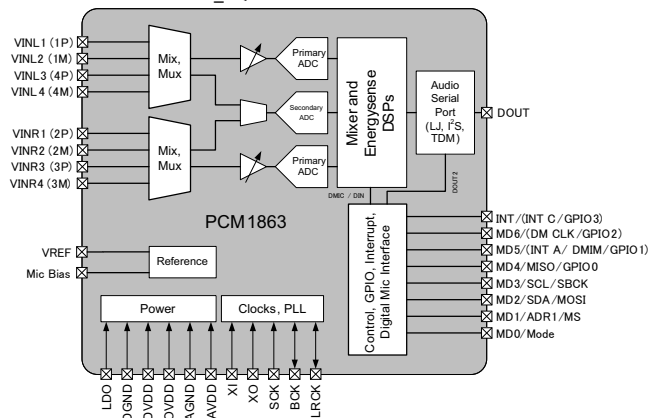 VINL1 (1P)
VINL2 (1M)
VINL3 (4P)
VINL4 (4M)
VINR1 (2P)
VINR2 (2M)
VINR3 (3P)
VINR4 (3M)
Mix,
Mux
Mix,
Mux
Primary
ADC
Secondary
ADC
Primary
ADC
Mixer and
Energysense
DSPs
Audio
Serial
Port
(LJ, I²S,
TDM)
DOUT
DMIC / DIN
DOUT2
PCM1863
VREF
Mic Bias
Reference
Control, GPIO, Interrupt,
Digital Mic Interface
INT/(INT C/GPIO3)
MD6/(DM CLK/GPIO2)
MD5/(INT A/ DMIM/GPIO1)
MD4/MISO/GPIO0
MD3/SCL/SBCK
MD2/SDA/MOSI
MD1/ADR1/MS
MD0/Mode
Power
Clocks, PLL
LDO
DGND
DVDD
AGND
AVDD
XI
XO
SCK
BCK
LRCK